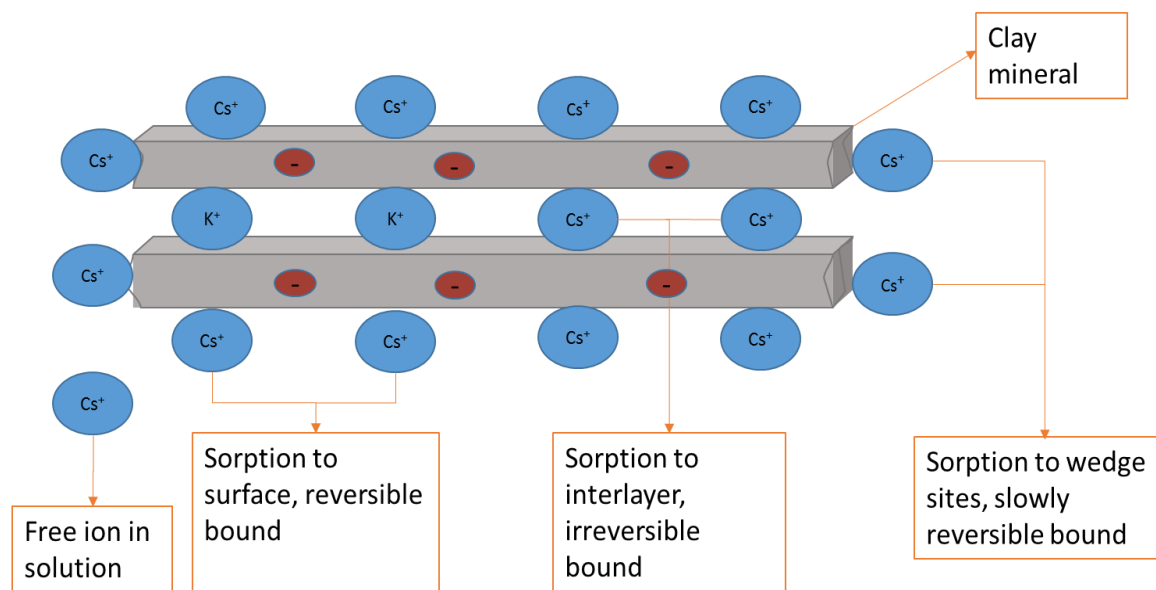 Clay
mineral
Cs⁺ Cs⁺ Cs⁺ Cs⁺
Cs⁺ - - - Cs⁺
K⁺ K⁺ Cs⁺ Cs⁺
Cs⁺ - - - Cs⁺
Cs⁺ Cs⁺ Cs⁺ Cs⁺
Cs⁺
Free ion in
solution
Sorption to
surface, reversible
bound
Sorption to
interlayer,
irreversible
bound
Sorption to wedge
sites, slowly
reversible bound